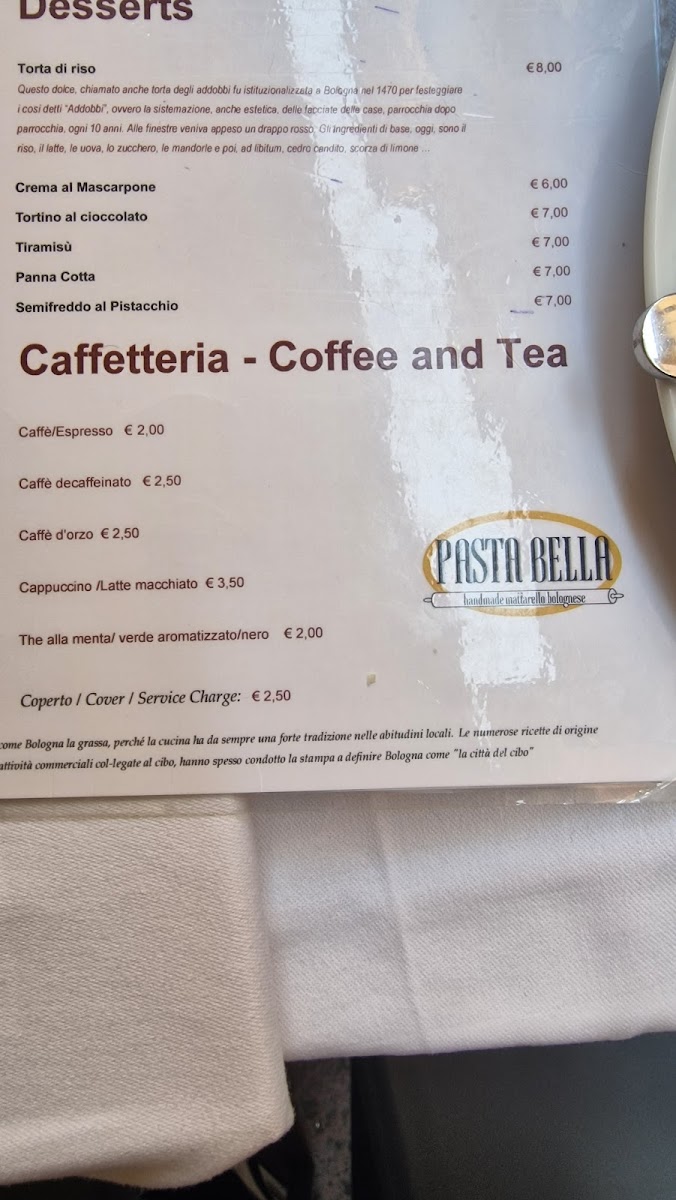 Desserts
Torta di riso €8,00
Questo dolce, chiamato anche torta degli addobbi fu istituzionalizzata a Bologna nel 1470 per festeggiare
i così detti "Addobbi", ovvero la sistemazione, anche estetica, delle facciate delle case, parrocchia dopo
parrocchia, ogni 10 anni. Alle finestre veniva appeso un drappo rosso. Gli ingredienti di base, oggi, sono il
riso, il latte, le uova, lo zucchero, le mandorle e poi, ad libitum, cedro candito, scorza di limone ...
Crema al Mascarpone € 6,00
Tortino al cioccolato € 7,00
Tiramisù € 7,00
Panna Cotta € 7,00
Semifreddo al Pistacchio € 7,00
Caffetteria - Coffee and Tea
Caffè/Espresso € 2,00
Caffè decaffeinato € 2,50
Caffè d'orzo € 2,50
Cappuccino /Latte macchiato € 3,50
The alla menta/ verde aromatizzato/nero € 2,00
PASTA BELLA
handmade mattarello bolognese
Coperto / Cover / Service Charge: € 2,50
come Bologna la grassa, perché la cucina ha da sempre una forte tradizione nelle abitudini locali. Le numerose ricette di origine
attività commerciali col-legate al cibo, hanno spesso condotto la stampa a definire Bologna come "la città del cibo"